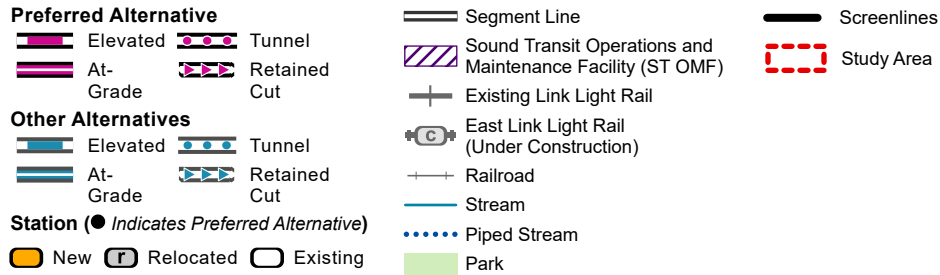 Preferred Alternative
Elevated
Tunnel
At-
Grade
Retained
Cut
Other Alternatives
Elevated
Tunnel
At-
Grade
Retained
Cut
Station (● Indicates Preferred Alternative)
New
r
Relocated
Existing
Segment Line
Sound Transit Operations and
Maintenance Facility (ST OMF)
Existing Link Light Rail
C
East Link Light Rail
(Under Construction)
Railroad
Stream
Piped Stream
Park
Screenlines
Study Area